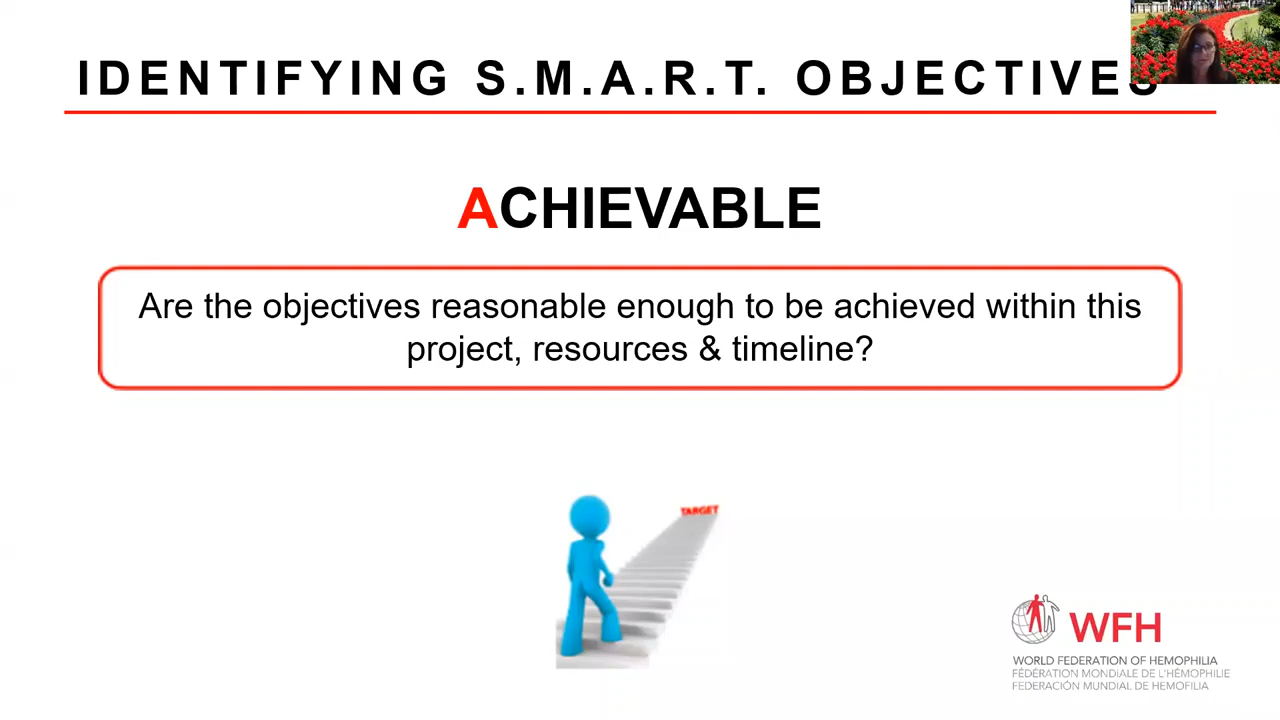 IDENTIFYING S.M.A.R.T. OBJECTIVES
ACHIEVABLE
Are the objectives reasonable enough to be achieved within this
project, resources & timeline?
TARGET
WFH
WORLD FEDERATION OF HEMOPHILIA
FÉDÉRATION MONDIALE DE L'HÉMOPHILIE
FEDERACIÓN MUNDIAL DE HEMOFILIA